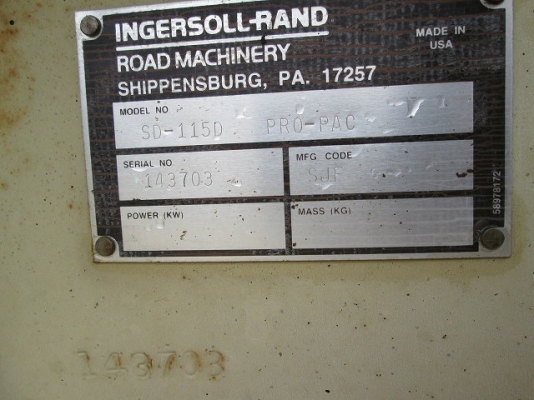 INGERSOLL-RAND
ROAD MACHINERY
SHIPPENSBURG, PA. 17257
MADE IN
USA
MODEL NO
SD-115D PRO-PAC
SERIAL NO
143703
MFG CODE
SJF
POWER (KW)
MASS (KG)
58978172
143703